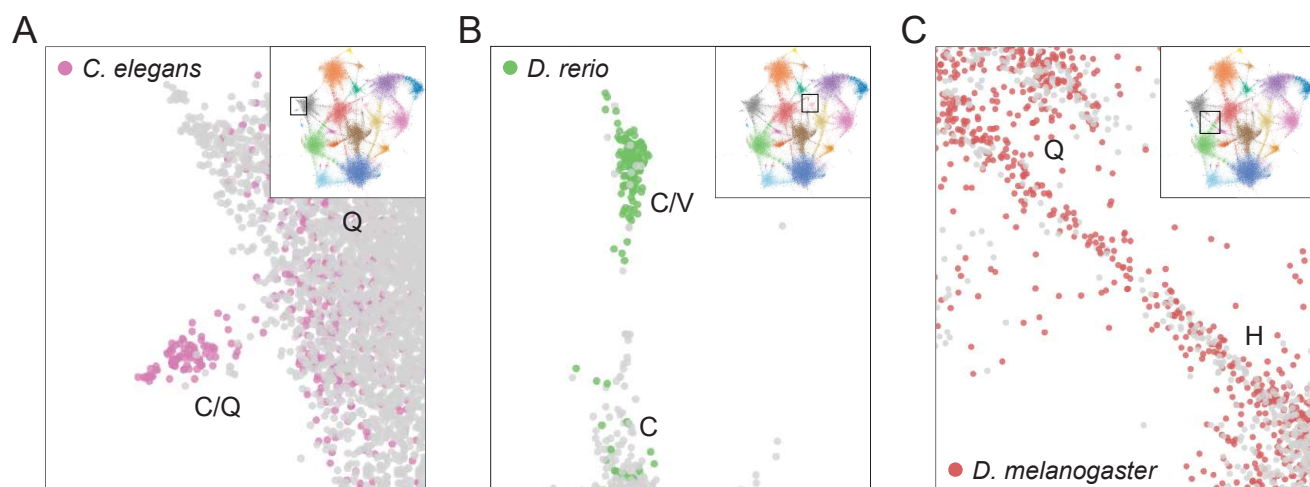 A
C. elegans
Q
C/Q
B
D. rerio
C/V
C
C
Q
H
D. melanogaster